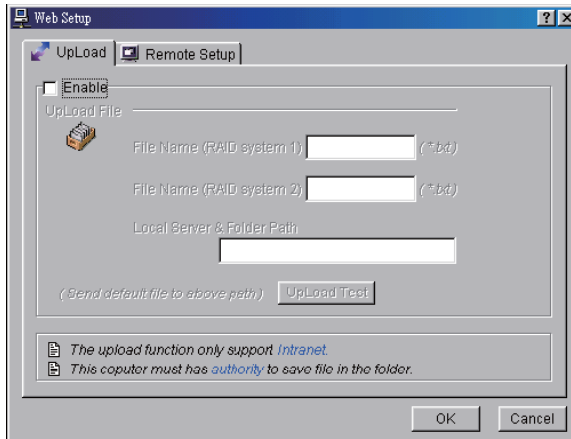 Web Setup
UpLoad
Remote Setup
Enable
UpLoad File
File Name (RAID system 1)
(*.txt)
File Name (RAID system 2)
(*.txt)
Local Server & Folder Path
(Send default file to above path)
UpLoad Test
The upload function only support Intranet.
This coputer must has authority to save file in the folder.
OK
Cancel